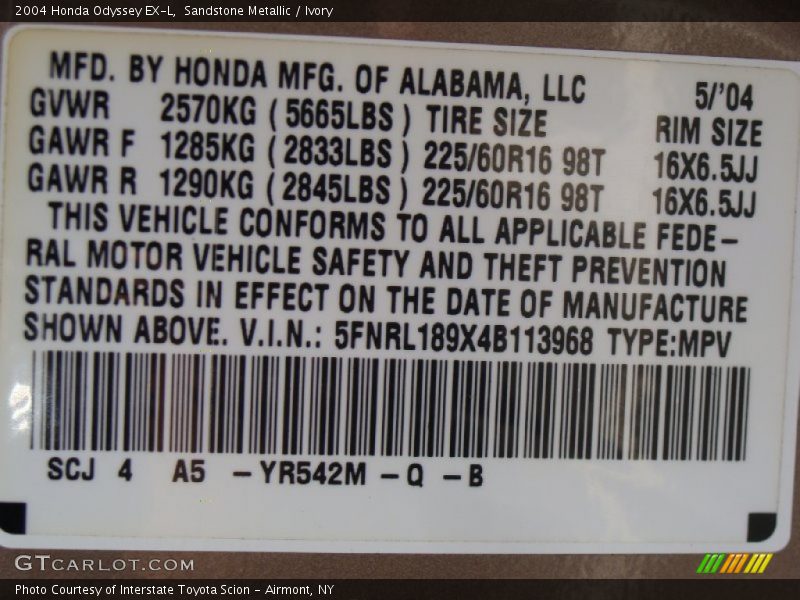 2004 Honda Odyssey EX-L, Sandstone Metallic / Ivory
MFD. BY HONDA MFG. OF ALABAMA, LLC 5/'04
GVWR 2570KG (5665LBS) TIRE SIZE RIM SIZE
GAWR F 1285KG (2833LBS) 225/60R16 98T 16X6.5JJ
GAWR R 1290KG (2845LBS) 225/60R16 98T 16X6.5JJ
THIS VEHICLE CONFORMS TO ALL APPLICABLE FEDE-
RAL MOTOR VEHICLE SAFETY AND THEFT PREVENTION
STANDARDS IN EFFECT ON THE DATE OF MANUFACTURE
SHOWN ABOVE. V.I.N.: 5FNRL189X4B113968 TYPE:MPV
SCJ 4 A5 -YR542M -Q -B
GTCARLOT.COM
Photo Courtesy of Interstate Toyota Scion - Airmont, NY